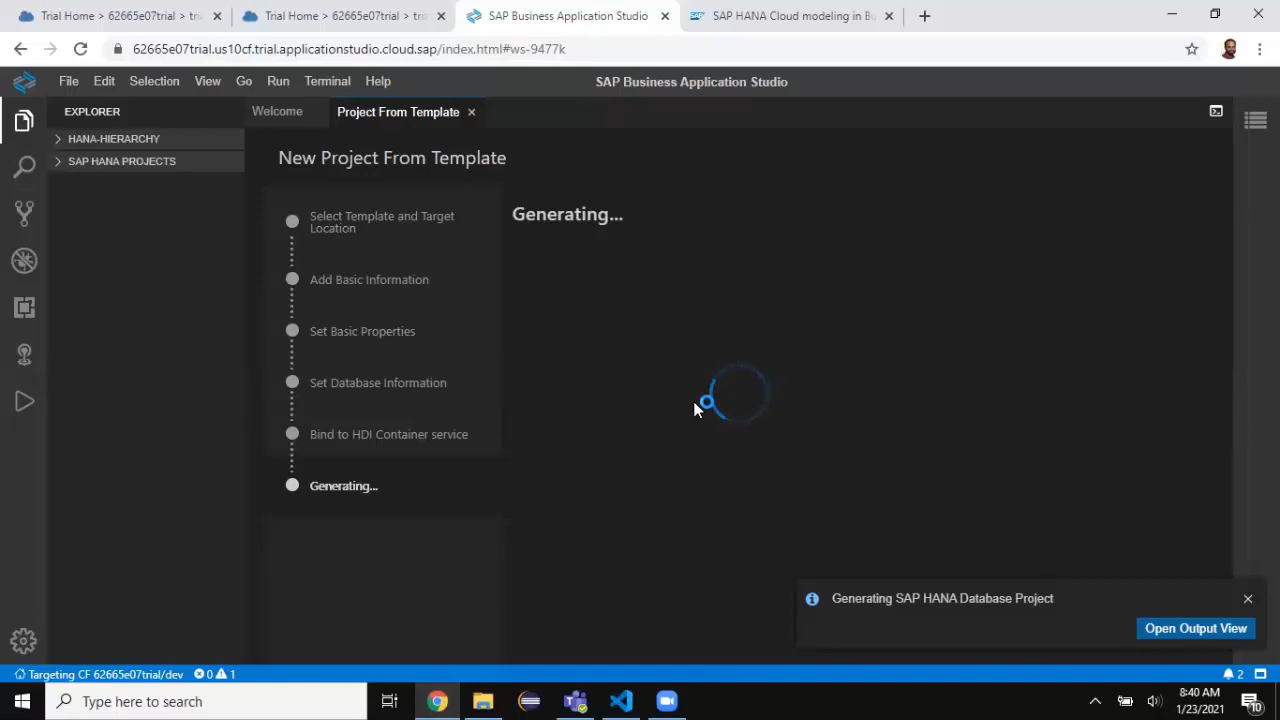 Trial Home > 62665e07trial > tri
Trial Home > 62665e07trial > tri
SAP Business Application Studio
SAP HANA Cloud modeling in Bu
62665e07trial.us10cf.trial.applicationstudio.cloud.sap/index.html#ws-9477k
File Edit Selection View Go Run Terminal Help
SAP Business Application Studio
EXPLORER
HANA-HIERARCHY
SAP HANA PROJECTS
Welcome
Project From Template
New Project From Template
Select Template and Target
Location
Add Basic Information
Set Basic Properties
Set Database Information
Bind to HDI Container service
Generating...
Generating...
Generating SAP HANA Database Project
Open Output View
Targeting CF 62665e07trial/dev
0 1
2
Type here to search
8:40 AM
1/23/2021
10